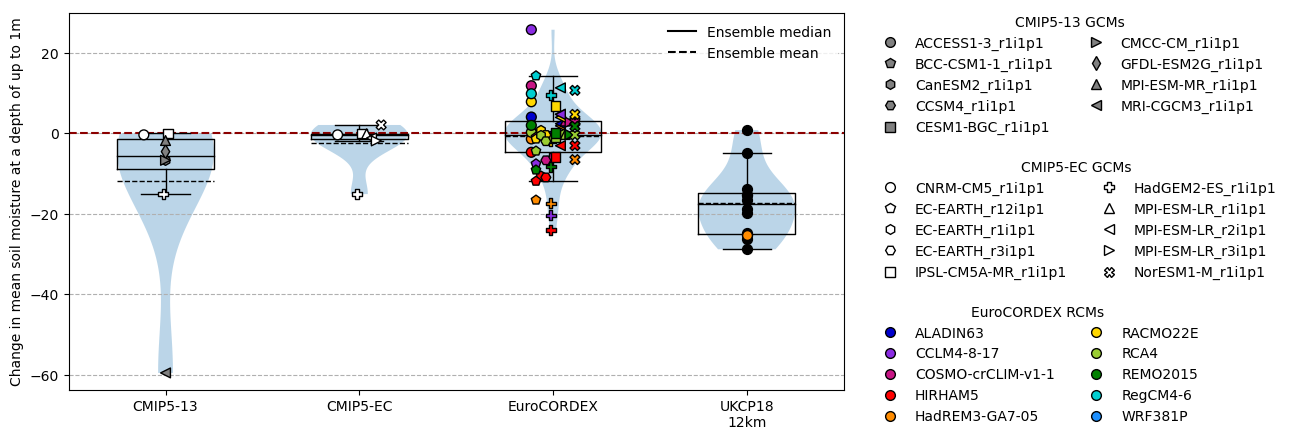 Change in mean soil moisture at a depth of up to 1m
20
0
−20
−40
−60
CMIP5-13
CMIP5-EC
EuroCORDEX
UKCP18
12km
Ensemble median
Ensemble mean
CMIP5-13 GCMs
ACCESS1-3_r1i1p1
BCC-CSM1-1_r1i1p1
CanESM2_r1i1p1
CCSM4_r1i1p1
CESM1-BGC_r1i1p1
CMCC-CM_r1i1p1
GFDL-ESM2G_r1i1p1
MPI-ESM-MR_r1i1p1
MRI-CGCM3_r1i1p1
CMIP5-EC GCMs
CNRM-CM5_r1i1p1
EC-EARTH_r12i1p1
EC-EARTH_r1i1p1
EC-EARTH_r3i1p1
IPSL-CM5A-MR_r1i1p1
HadGEM2-ES_r1i1p1
MPI-ESM-LR_r1i1p1
MPI-ESM-LR_r2i1p1
MPI-ESM-LR_r3i1p1
NorESM1-M_r1i1p1
EuroCORDEX RCMs
ALADIN63
CCLM4-8-17
COSMO-crCLIM-v1-1
HIRHAM5
HadREM3-GA7-05
RACMO22E
RCA4
REMO2015
RegCM4-6
WRF381P